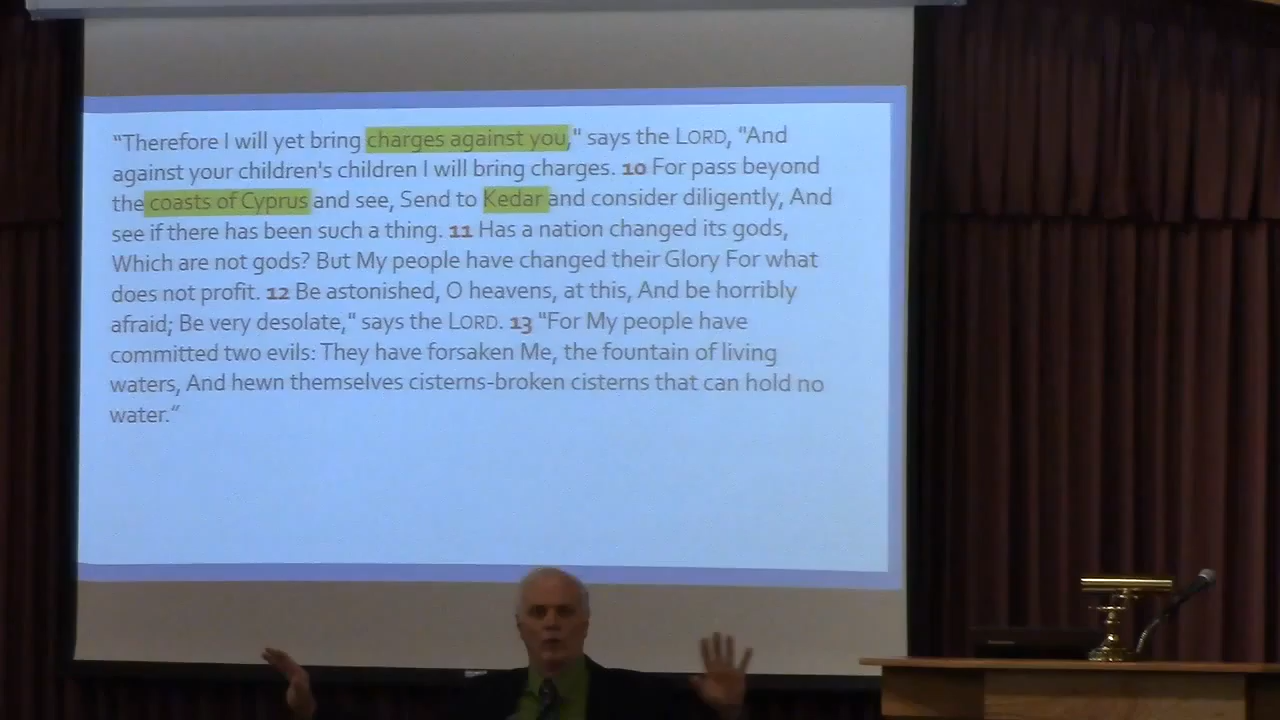 "Therefore I will yet bring charges against you," says the LORD, "And
against your children's children I will bring charges. 10 For pass beyond
the coasts of Cyprus and see, Send to Kedar and consider diligently, And
see if there has been such a thing. 11 Has a nation changed its gods,
Which are not gods? But My people have changed their Glory For what
does not profit. 12 Be astonished, O heavens, at this, And be horribly
afraid; Be very desolate," says the LORD. 13 "For My people have
committed two evils: They have forsaken Me, the fountain of living
waters, And hewn themselves cisterns-broken cisterns that can hold no
water."